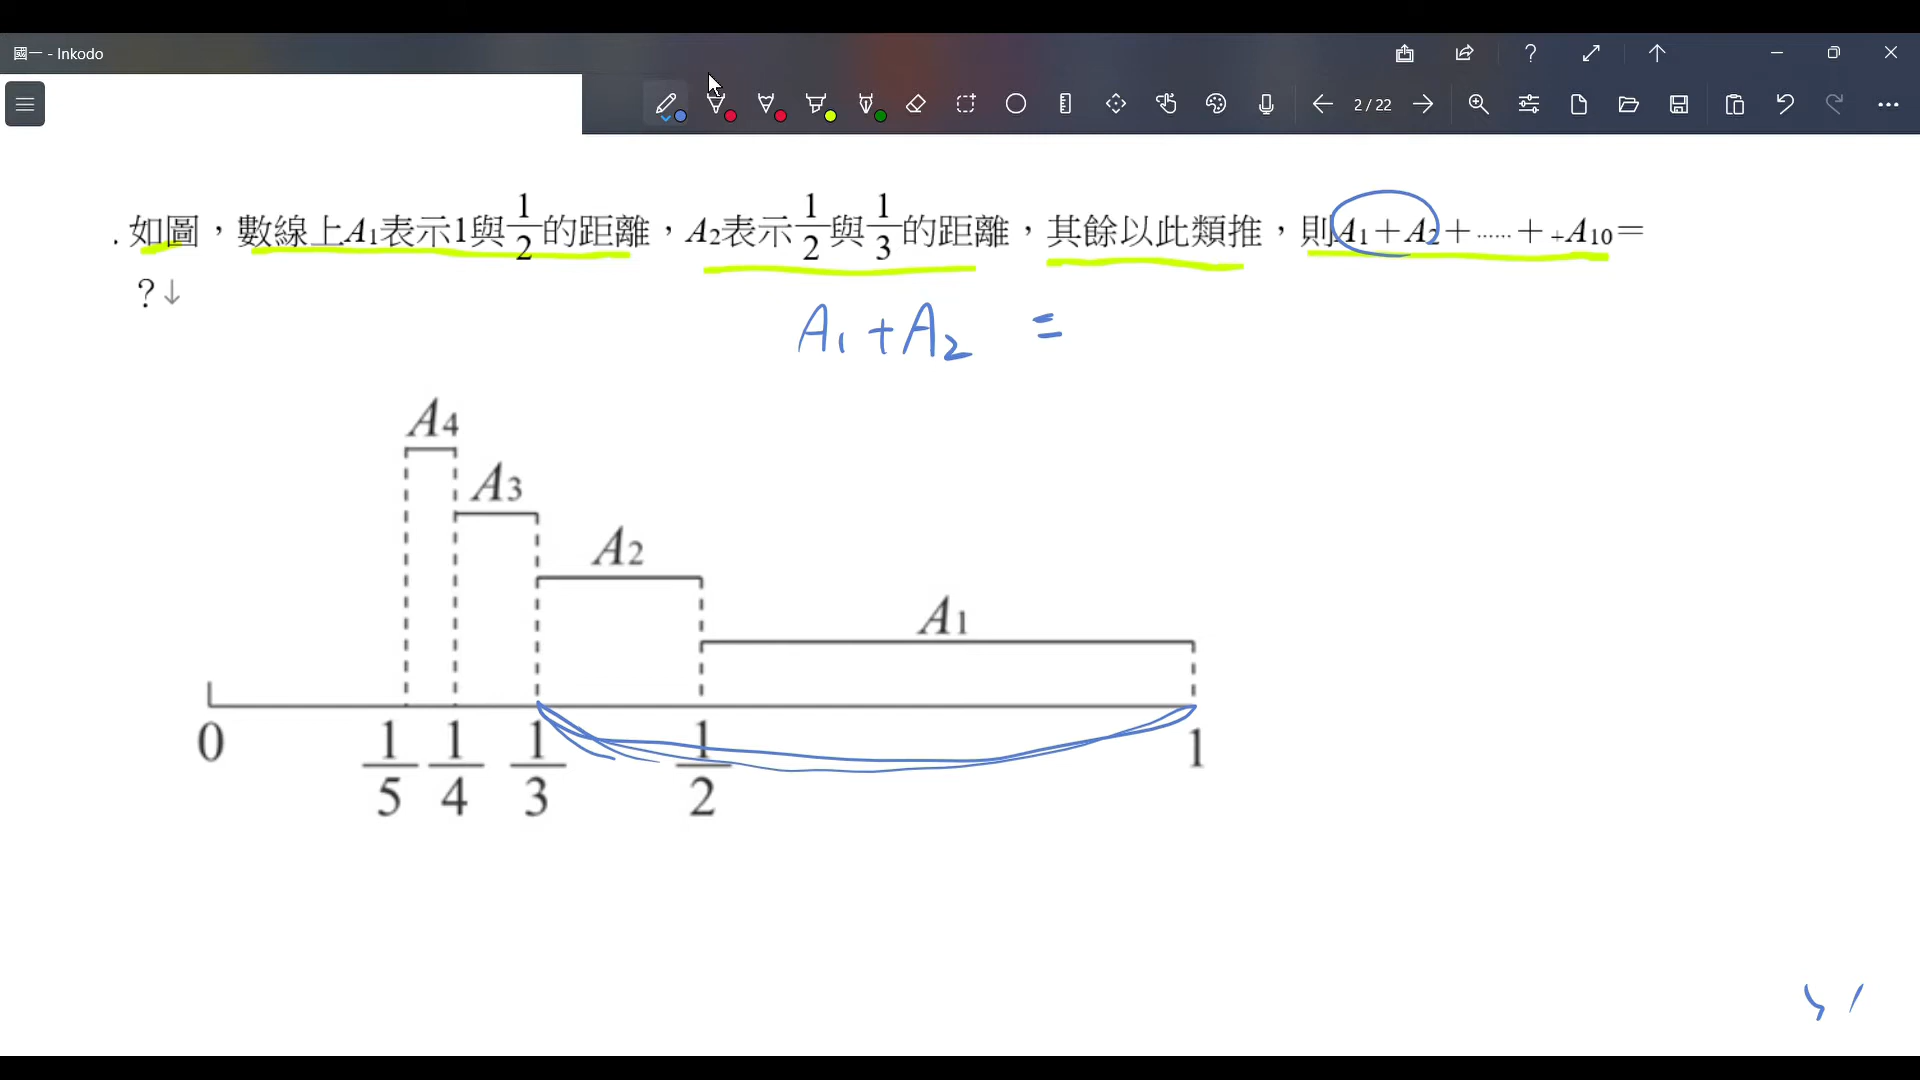 國一 - Inkodo
2 / 22
. 如圖，數線上A1表示1與1/2的距離，A2表示1/2與1/3的距離，其餘以此類推，則A1＋A2＋……＋ +A10＝
？↓
A1 + A2 =
A4
A3
A2
A1
0 1/5 1/4 1/3 1/2 1